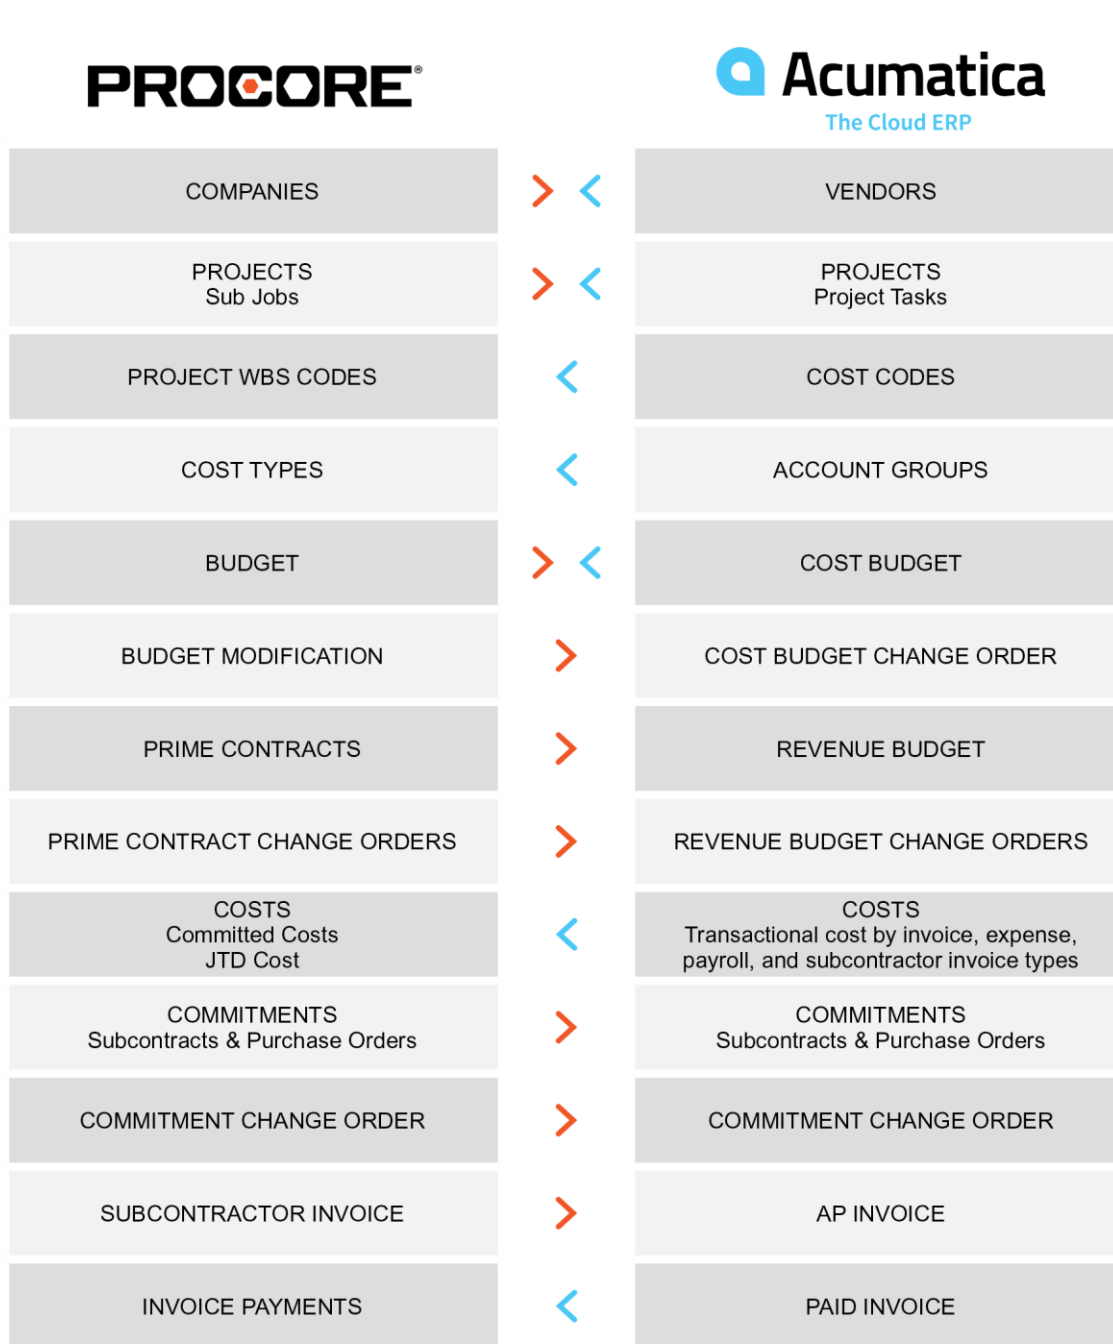 PROCORE®
Acumatica
The Cloud ERP
COMPANIES
VENDORS
PROJECTS
Sub Jobs
PROJECTS
Project Tasks
PROJECT WBS CODES
COST CODES
COST TYPES
ACCOUNT GROUPS
BUDGET
COST BUDGET
BUDGET MODIFICATION
COST BUDGET CHANGE ORDER
PRIME CONTRACTS
REVENUE BUDGET
PRIME CONTRACT CHANGE ORDERS
REVENUE BUDGET CHANGE ORDERS
COSTS
Committed Costs
JTD Cost
COSTS
Transactional cost by invoice, expense,
payroll, and subcontractor invoice types
COMMITMENTS
Subcontracts & Purchase Orders
COMMITMENTS
Subcontracts & Purchase Orders
COMMITMENT CHANGE ORDER
COMMITMENT CHANGE ORDER
SUBCONTRACTOR INVOICE
AP INVOICE
INVOICE PAYMENTS
PAID INVOICE